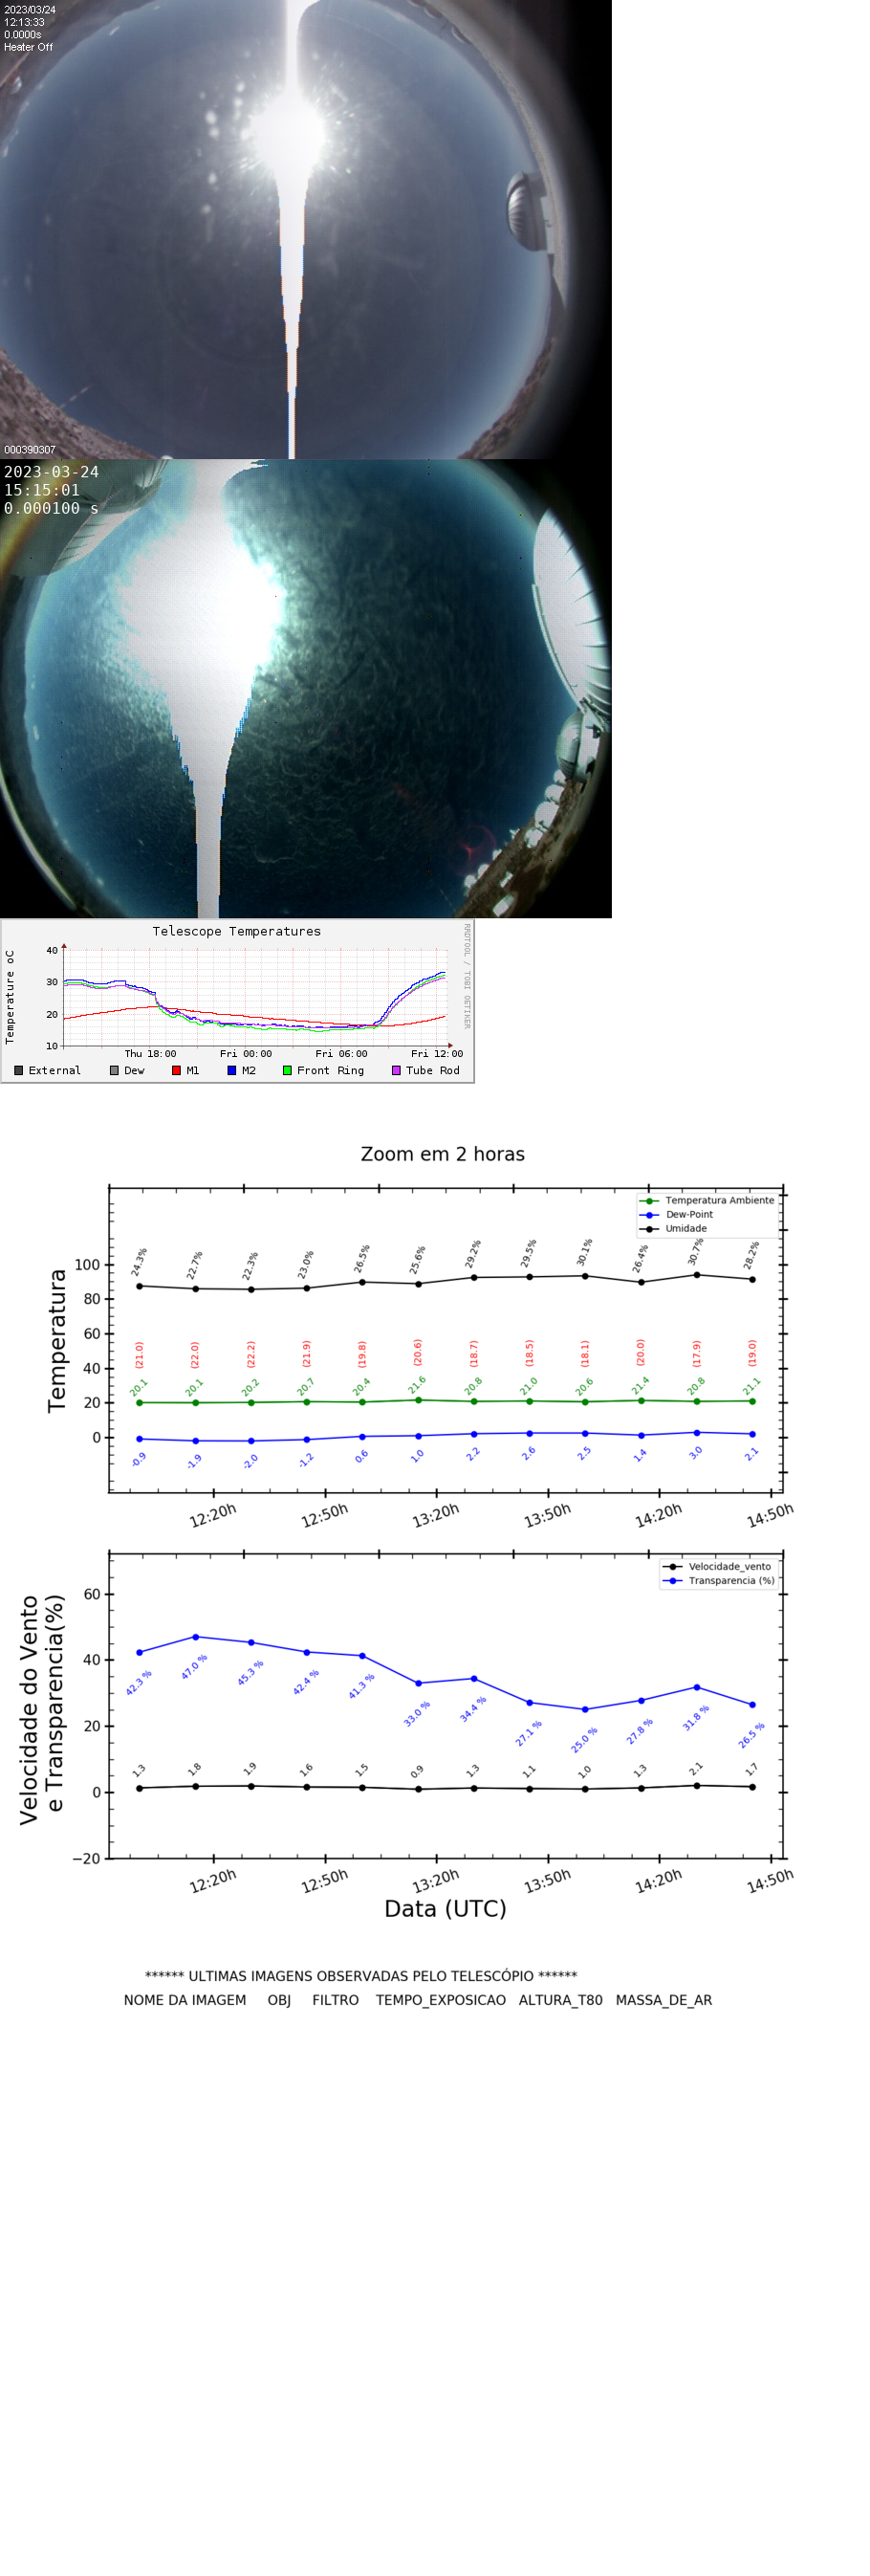 2023/03/24
12:13:33
0.0000s
Heater Off
000390307
2023-03-24
15:15:01
0.000100 s
Telescope Temperatures
RRDTOOL / TOBI OETIKER
Temperature oC
40
30
20
10
Thu 18:00 Fri 00:00 Fri 06:00 Fri 12:00
External Dew M1 M2 Front Ring Tube Rod
Zoom em 2 horas
Temperatura Ambiente
Dew-Point
Umidade
Temperatura
100
80
60
40
20
0
24.3% 22.7% 22.3% 23.0% 26.5% 25.6% 29.2% 29.5% 30.1% 26.4% 30.7% 28.2%
(21.0) (22.0) (22.2) (21.9) (19.8) (20.6) (18.7) (18.5) (18.1) (20.0) (17.9) (19.0)
20.1 20.1 20.2 20.7 20.4 21.6 20.8 21.0 20.6 21.4 20.8 21.1
-0.9 -1.9 -2.0 -1.2 0.6 1.0 2.2 2.6 2.5 1.4 3.0 2.1
12:20h 12:50h 13:20h 13:50h 14:20h 14:50h
Velocidade_vento
Transparencia (%)
Velocidade do Vento
e Transparencia(%)
60
40
20
0
−20
42.3 % 47.0 % 45.3 % 42.4 % 41.3 % 33.0 % 34.4 % 27.1 % 25.0 % 27.8 % 31.8 % 26.5 %
1.3 1.8 1.9 1.6 1.5 0.9 1.3 1.1 1.0 1.3 2.1 1.7
12:20h 12:50h 13:20h 13:50h 14:20h 14:50h
Data (UTC)
****** ULTIMAS IMAGENS OBSERVADAS PELO TELESCÓPIO ******
NOME DA IMAGEM OBJ FILTRO TEMPO_EXPOSICAO ALTURA_T80 MASSA_DE_AR